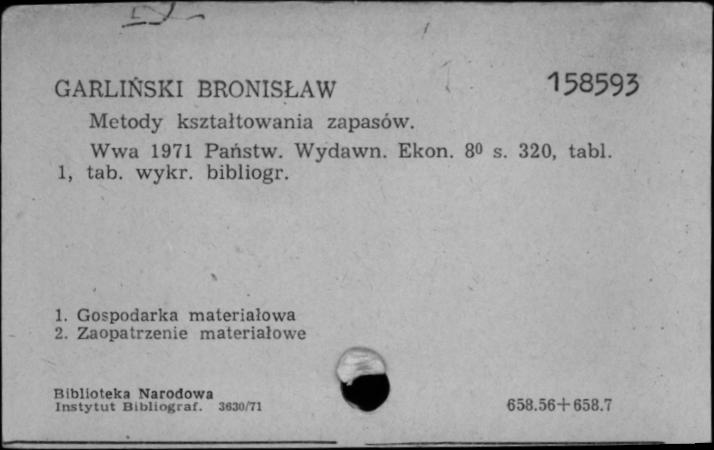 GARLIŃSKI BRONISŁAW 158593
Metody kształtowania zapasów.
Wwa 1971 Państw. Wydawn. Ekon. 8⁰ s. 320, tabl.
1, tab. wykr. bibliogr.
1. Gospodarka materiałowa
2. Zaopatrzenie materiałowe
Biblioteka Narodowa
Instytut Bibliograf. 3630/71 658.56+658.7